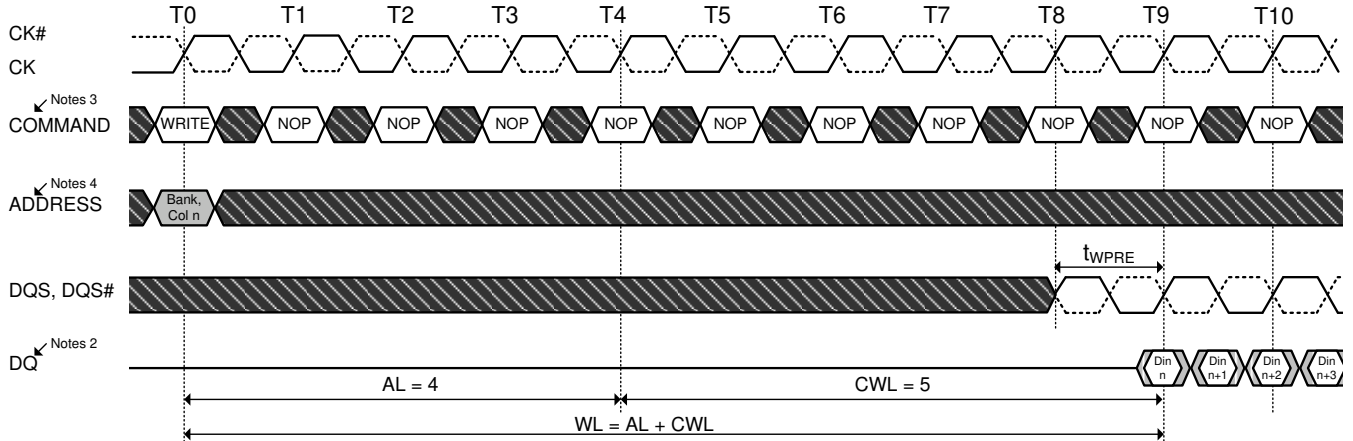 T0 T1 T2 T3 T4 T5 T6 T7 T8 T9 T10
CK#
CK
Notes 3
COMMAND WRITE NOP NOP NOP NOP NOP NOP NOP NOP NOP NOP
Notes 4
ADDRESS
Bank,
Col n
tWPRE
DQS, DQS#
Notes 2
DQ
Din
n
Din
n+1
Din
n+2
Din
n+3
AL = 4 CWL = 5
WL = AL + CWL